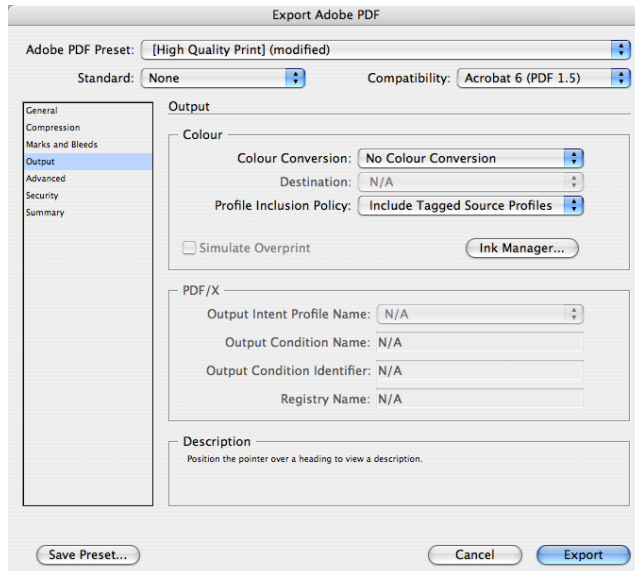 Export Adobe PDF
Adobe PDF Preset: [High Quality Print] (modified)
Standard: None Compatibility: Acrobat 6 (PDF 1.5)
General
Compression
Marks and Bleeds
Output
Advanced
Security
Summary
Output
Colour
Colour Conversion: No Colour Conversion
Destination: N/A
Profile Inclusion Policy: Include Tagged Source Profiles
Simulate Overprint Ink Manager...
PDF/X
Output Intent Profile Name: N/A
Output Condition Name: N/A
Output Condition Identifier: N/A
Registry Name: N/A
Description
Position the pointer over a heading to view a description.
Save Preset... Cancel Export